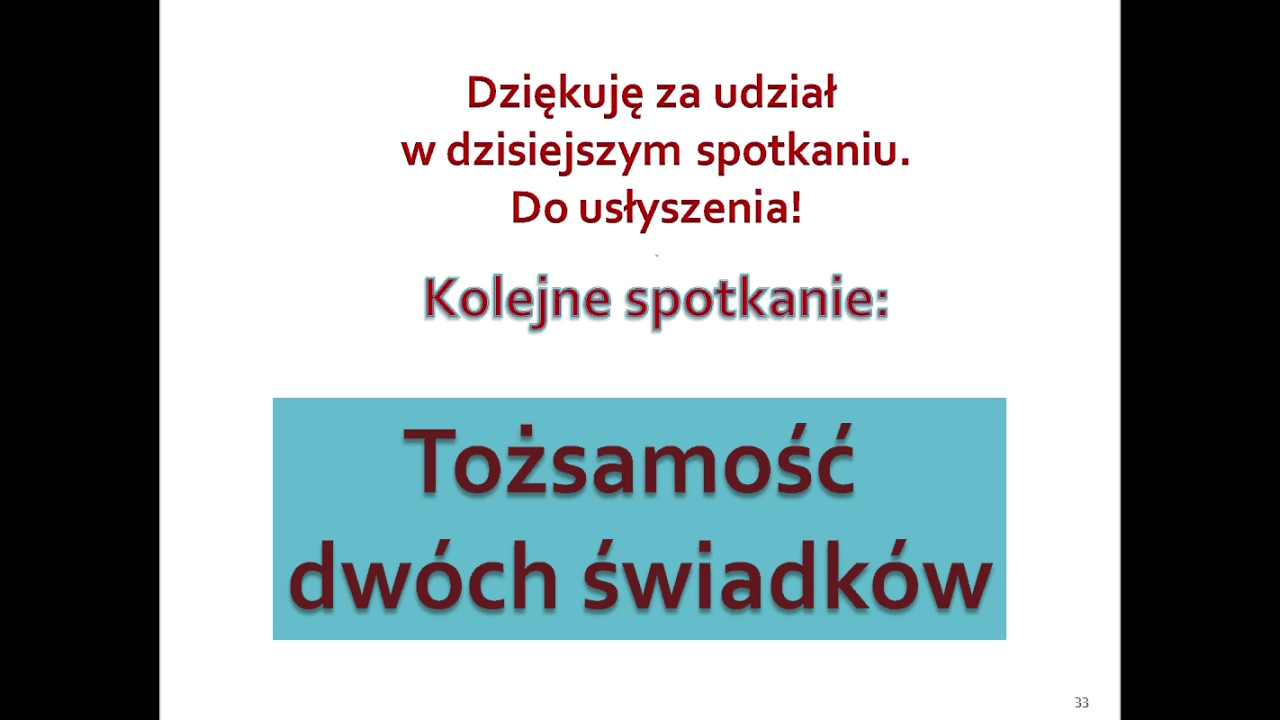 Dziękuję za udział
w dzisiejszym spotkaniu.
Do usłyszenia!
Kolejne spotkanie:
Tożsamość
dwóch świadków
33